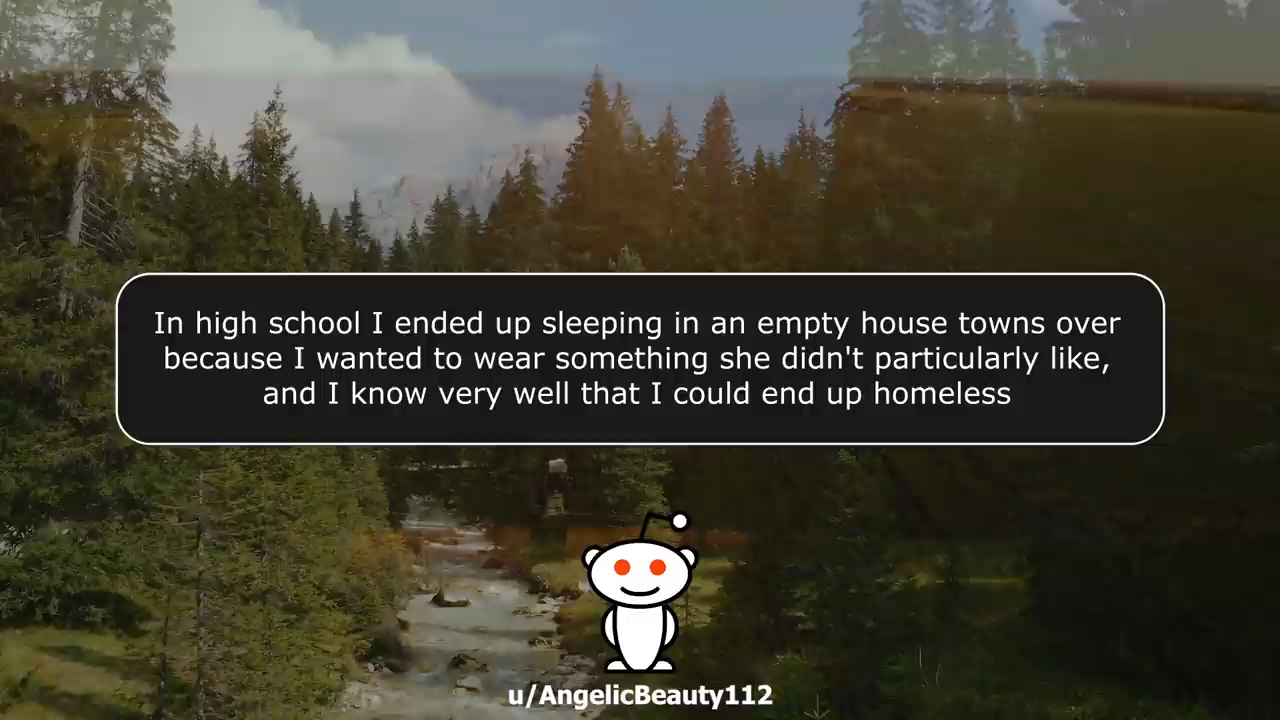 In high school I ended up sleeping in an empty house towns over
because I wanted to wear something she didn't particularly like,
and I know very well that I could end up homeless
u/AngelicBeauty112